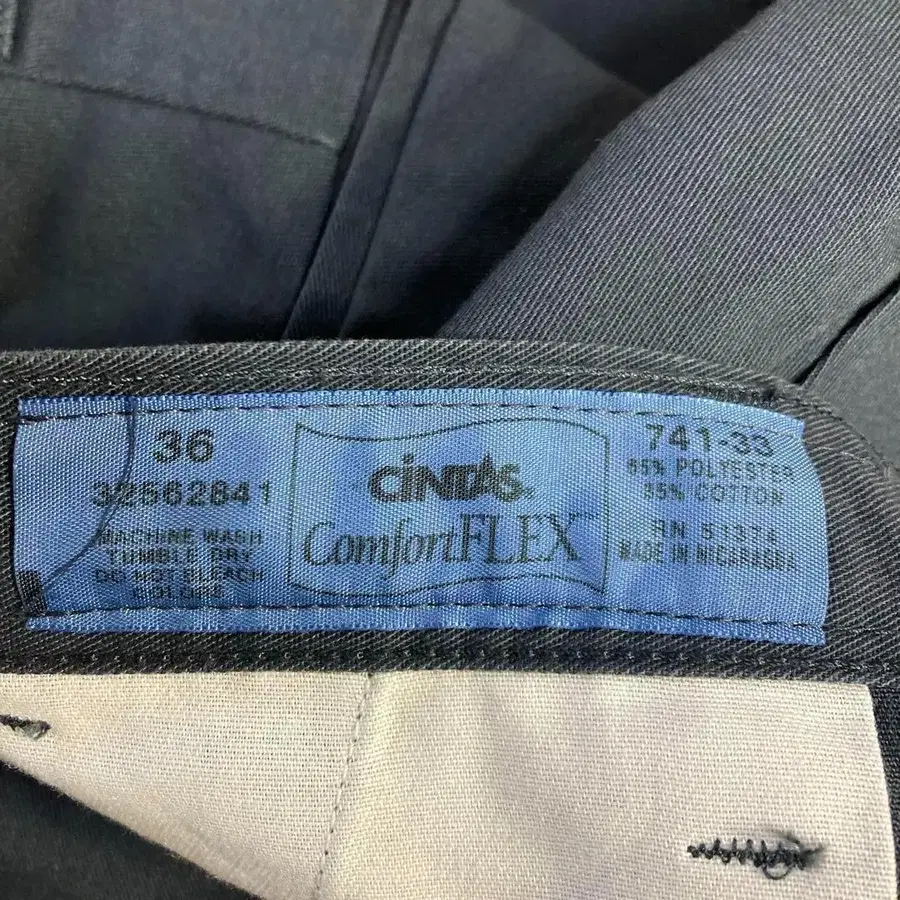 36
32562841
MACHINE WASH
TUMBLE DRY
DO NOT BLEACH
COLORS
CINTAS
ComfortFLEX
741-33
65% POLYESTER
35% COTTON
RN 51374
MADE IN NICARAGUA